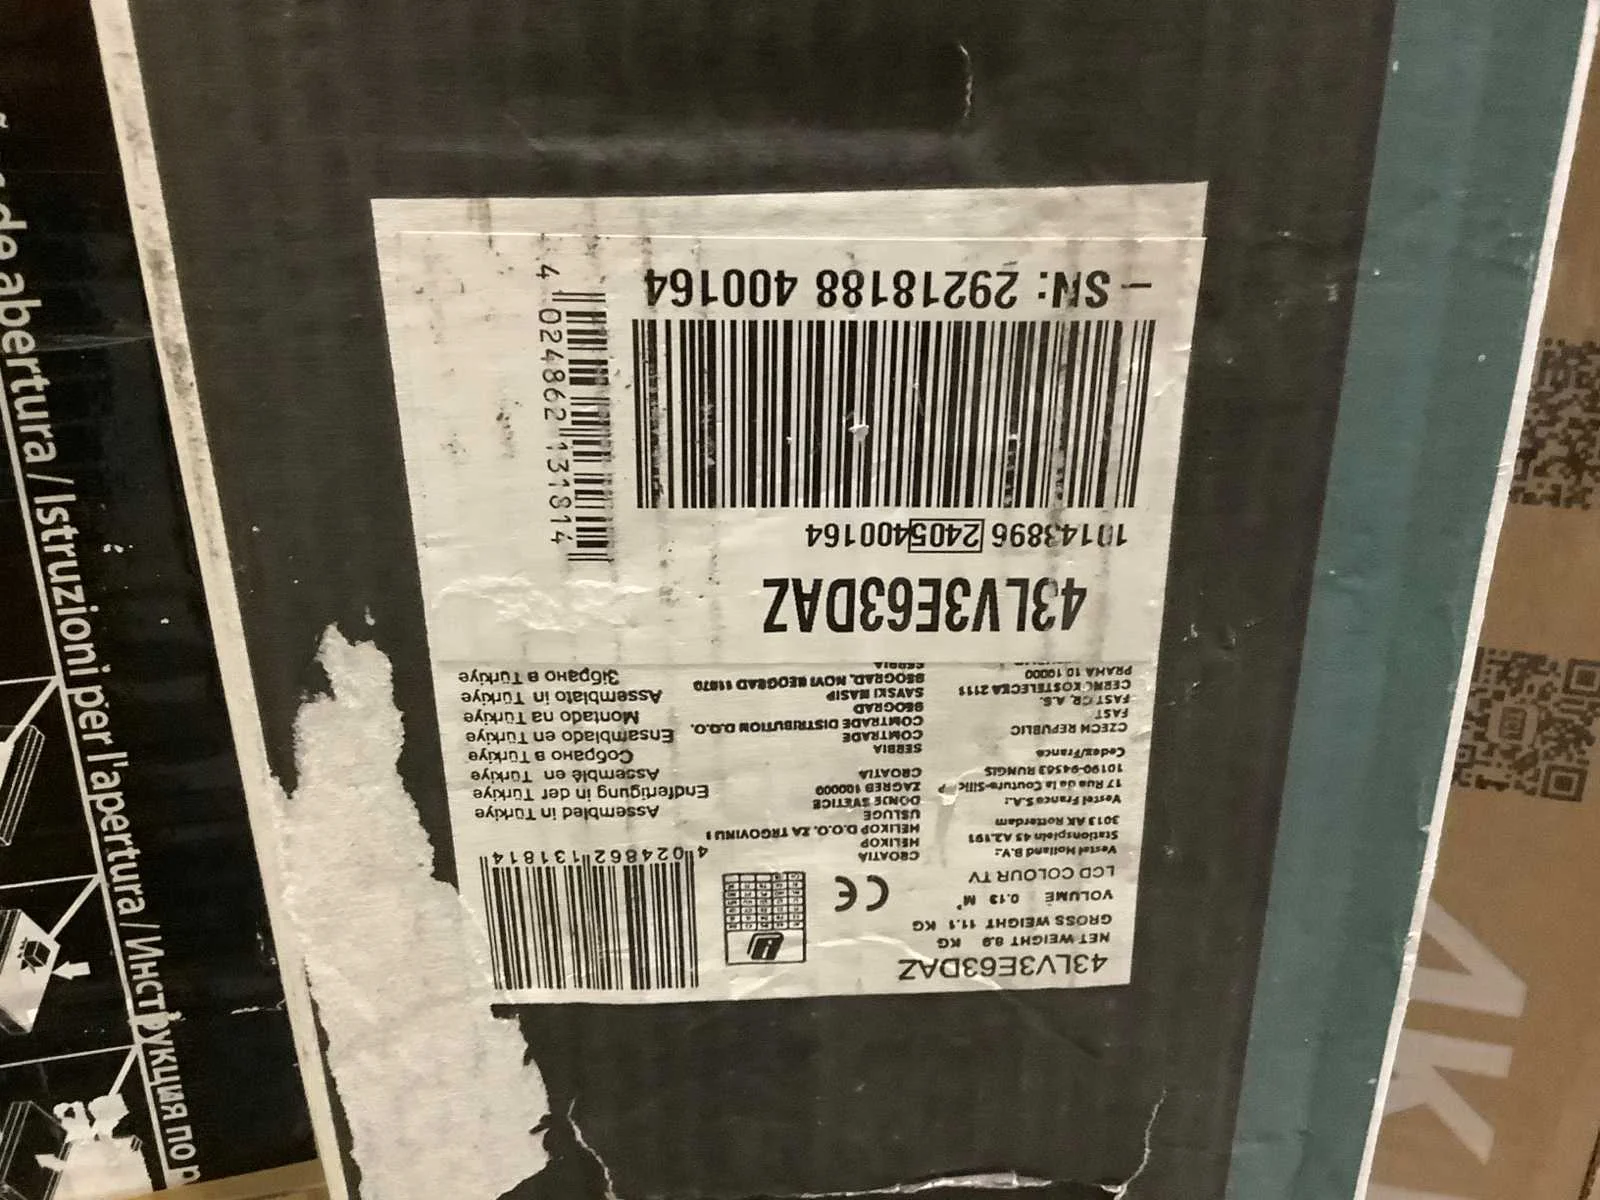 43LV3E63DAZ
NET WEIGHT 8.9 KG
GROSS WEIGHT 11.1 KG
VOLUME 0.13 M³
LCD COLOUR TV
CE
Vestel Holland B.V.:
Stationsplein 45 A2.191
3013 AK Rotterdam
Vestel France S.A.:
17 Rue de la Couture-Silic P
10190-94563 RUNGIS
Cedex/France
CZECH REPUBLIC
FAST
FAST CR, A.S.
CERNOKOSTELECKA 2111
PRAHA 10 10000
CROATIA
HELIKOP
HELIKOP D.O.O. ZA TRGOVINU I
USLUGE
DONJE SVETICE
ZAGREB 100000
CROATIA
SERBIA
COMTRADE
COMTRADE DISTRIBUTION D.O.O.
BEOGRAD
SAVSKI NASIP
BEOGRAD, NOVI BEOGRAD 11070
SERBIA
4 024862 131814
Assembled in Türkiye
Endfertigung in der Türkiye
Assemblé en Türkiye
Собрано в Türkiye
Ensamblado en Türkiye
Montado na Türkiye
Assemblato in Türkiye
Зібрано в Türkiye
43LV3E63DAZ
10143896 2405400164
SN: 29218188 400164
4 024862 131814
de abertura / Istruzioni per l'apertura / Инструкция по